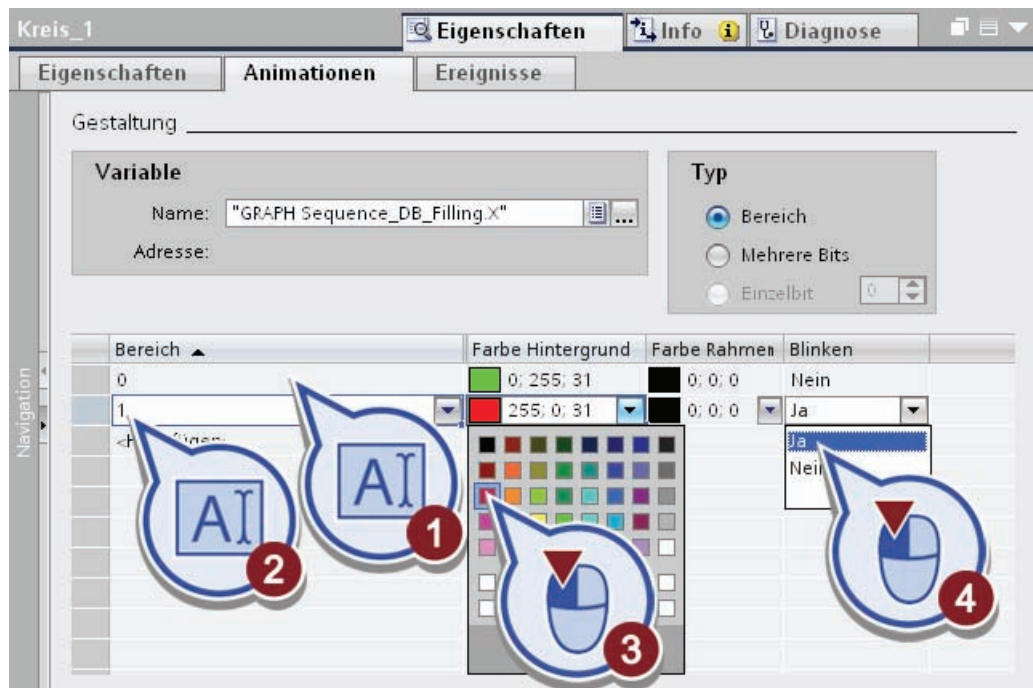 Kreis_1
Eigenschaften Info Diagnose
Eigenschaften Animationen Ereignisse
Gestaltung
Variable
Name: "GRAPH Sequence_DB_Filling.X"
Adresse:
Typ
Bereich
Mehrere Bits
Einzelbit 0
Bereich Farbe Hintergrund Farbe Rahmen Blinken
0 0; 255; 31 0; 0; 0 Nein
1 255; 0; 31 0; 0; 0 Ja
Ja
Nein
Navigation
AI
2
AI
1
3
4